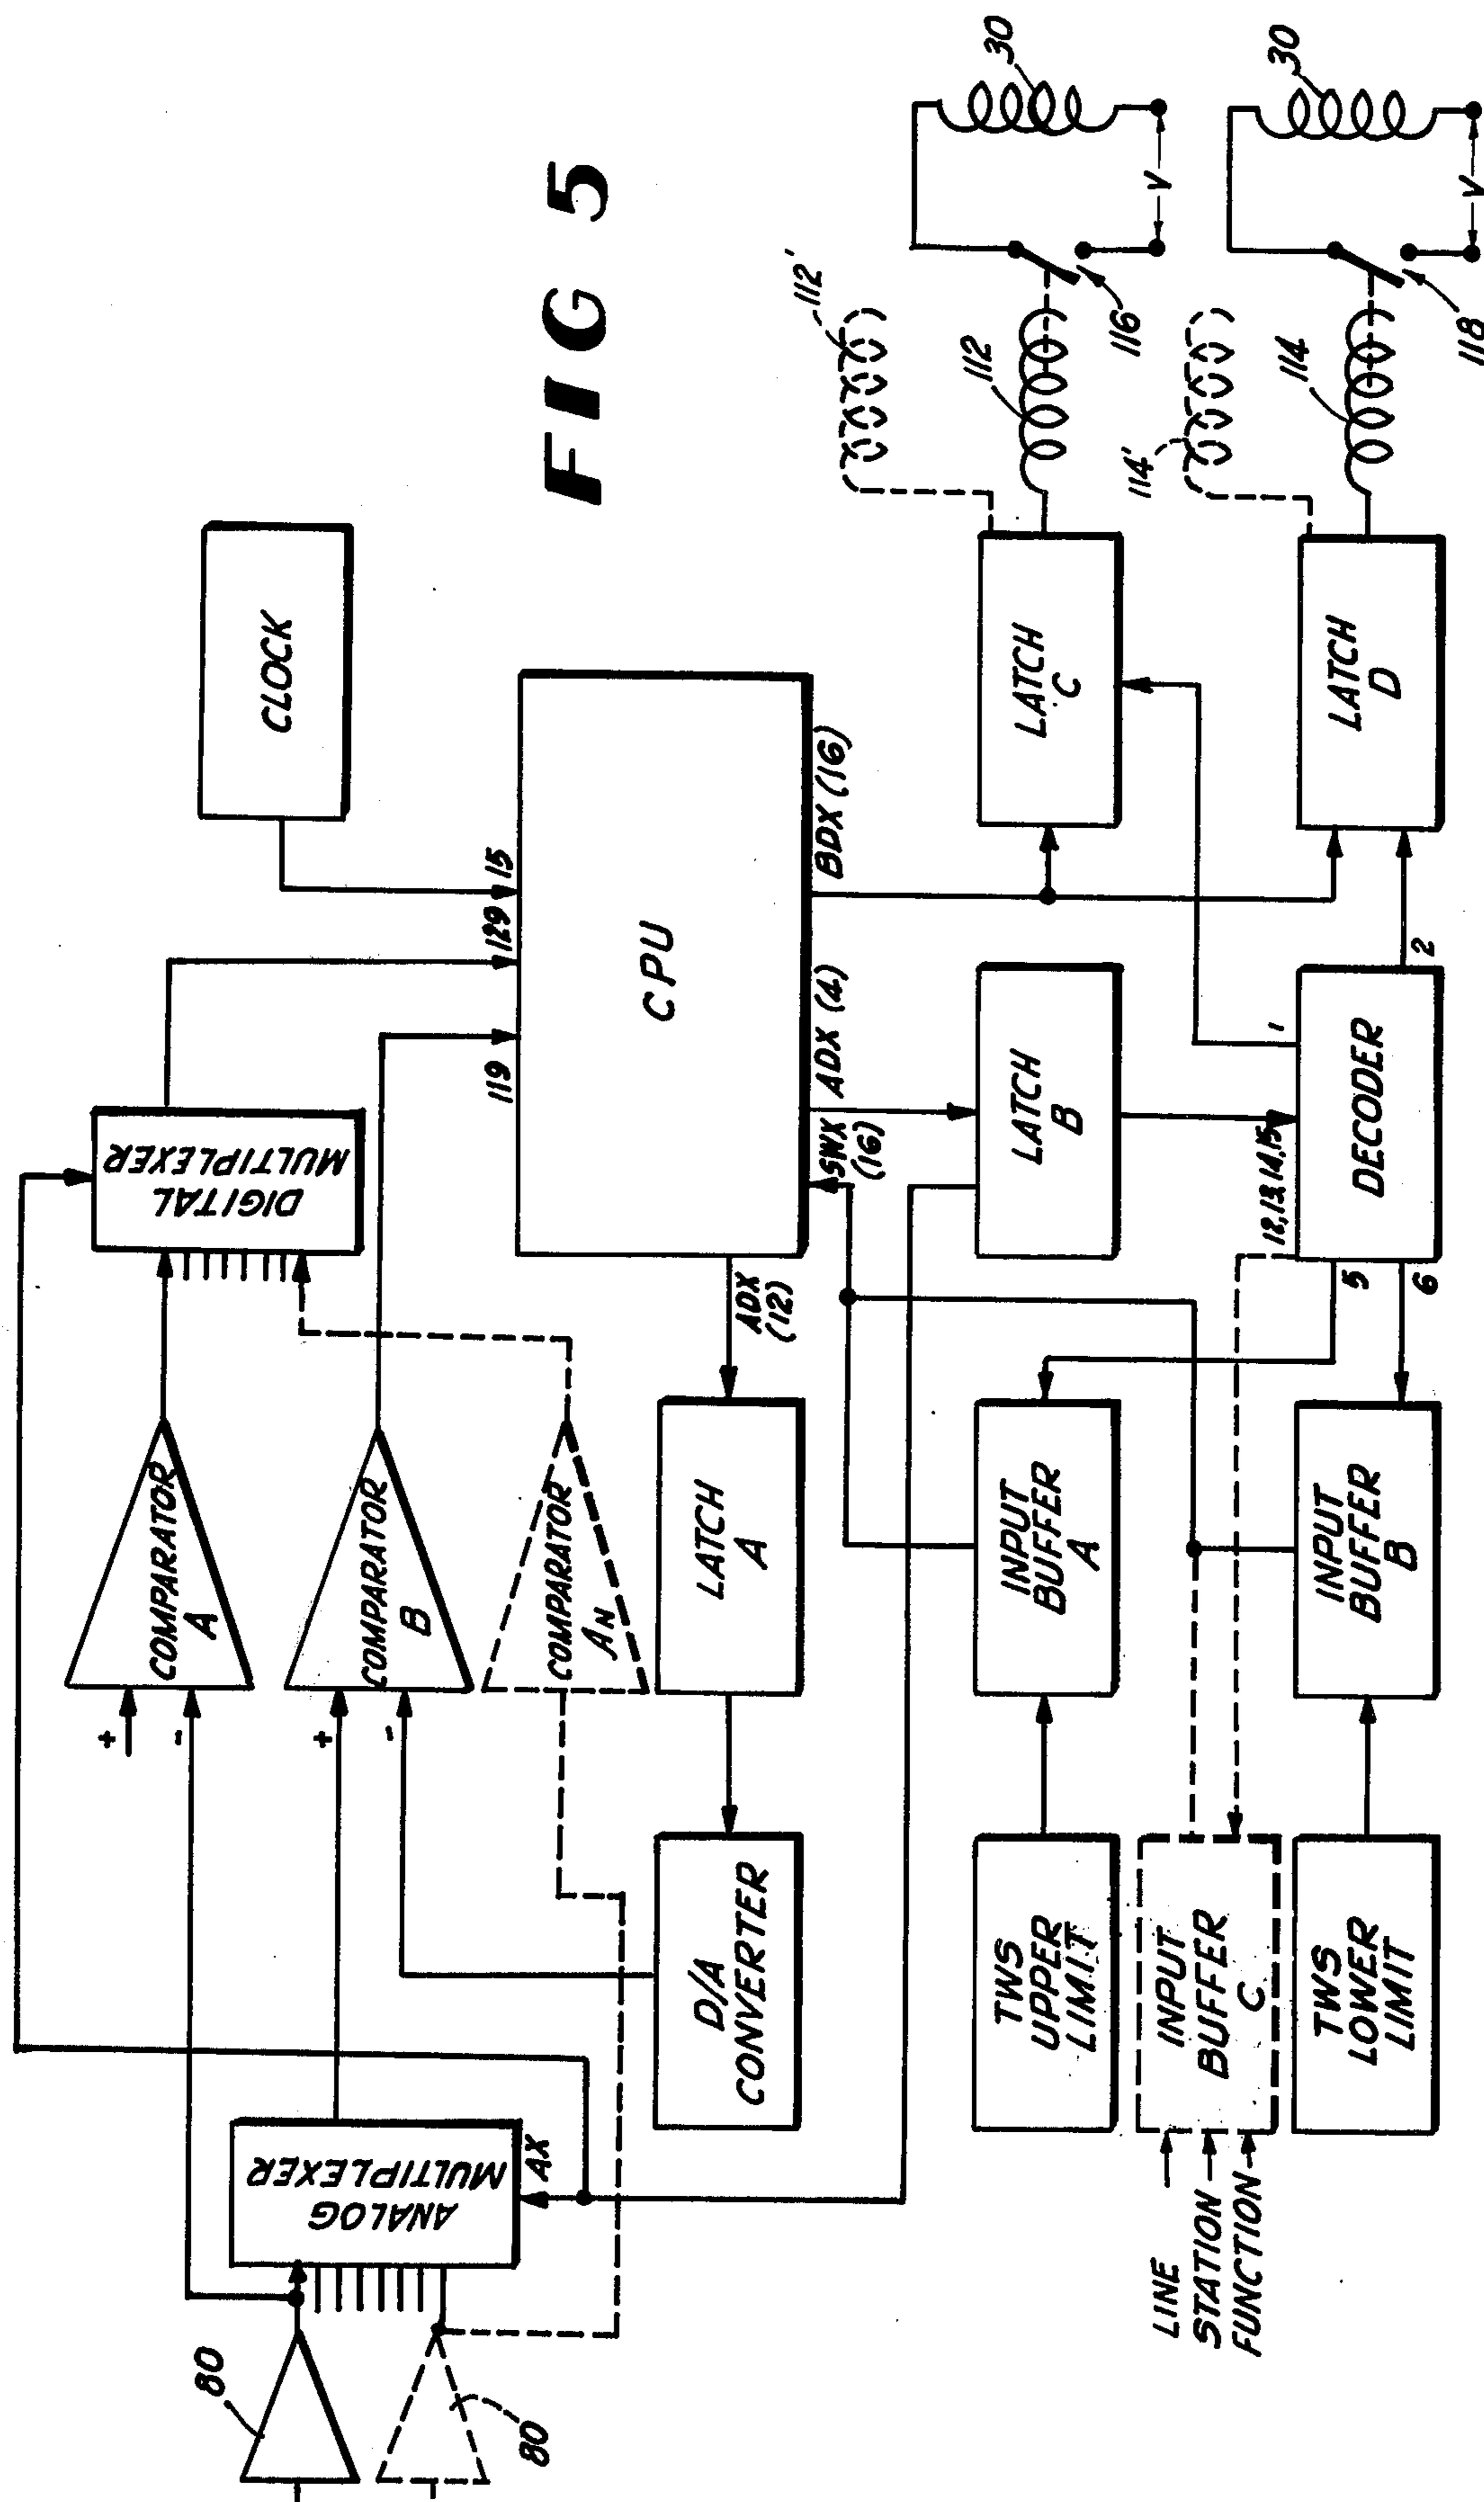 FIG 5
80
80
ANALOG
MULTIPLEXER
AX
+
-
COMPARATOR
A
+
-
COMPARATOR
B
COMPARATOR
AN
DIGITAL
MULTIPLEXER
CLOCK
119
129
15
CPU
ADX
(12)
SWX
(16)
ADX (4)
BDX (16)
D/A
CONVERTER
LATCH
A
TWS
UPPER
LIMIT
INPUT
BUFFER
A
LATCH
B
LATCH
C
112'
112
116
30
V
LINE
STATION
FUNCTION
INPUT
BUFFER
C
TWS
LOWER
LIMIT
INPUT
BUFFER
B
5
6
12,13,14,15
DECODER
1
2
LATCH
D
114'
114
118
30
V